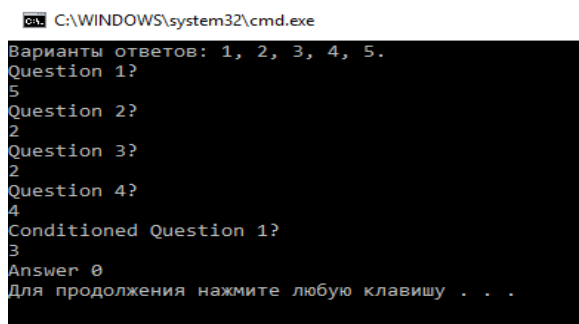 C:\WINDOWS\system32\cmd.exe
Варианты ответов: 1, 2, 3, 4, 5.
Question 1?
5
Question 2?
2
Question 3?
2
Question 4?
4
Conditioned Question 1?
3
Answer 0
Для продолжения нажмите любую клавишу . . .